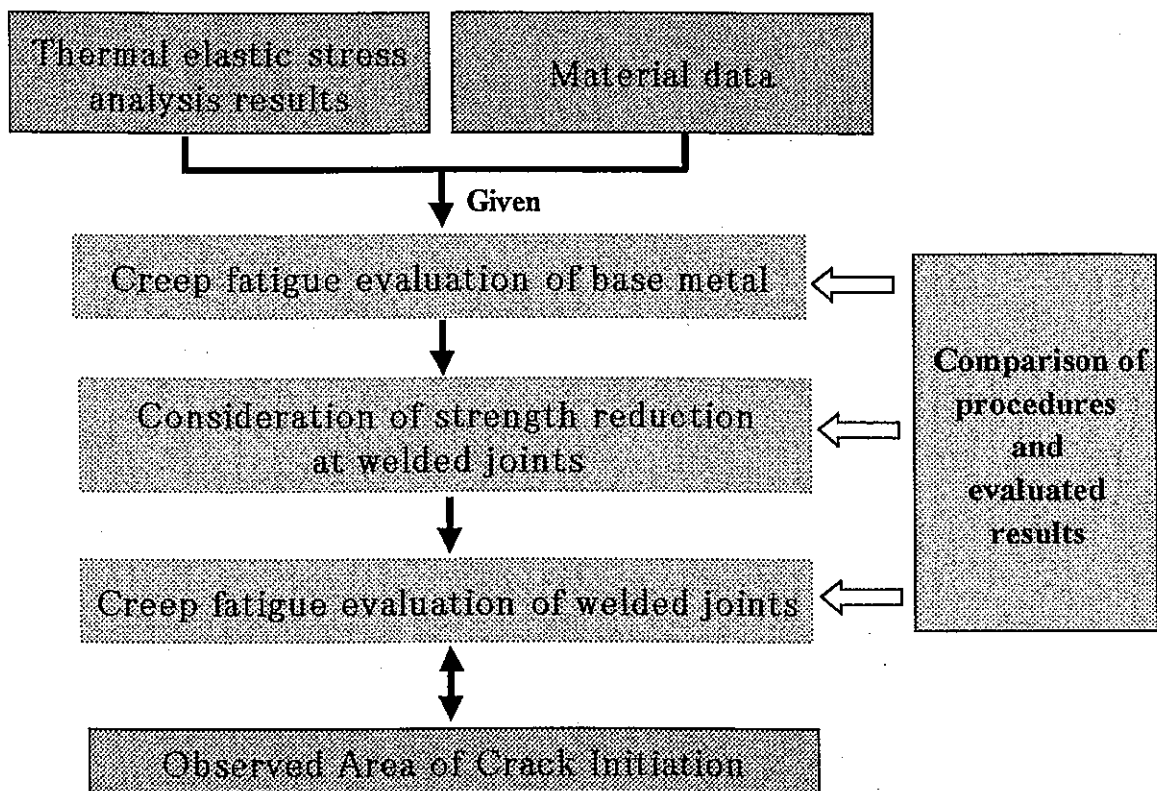 Thermal elastic stress
analysis results
Material data
Given
Creep fatigue evaluation of base metal
Consideration of strength reduction
at welded joints
Creep fatigue evaluation of welded joints
Comparison of
procedures
and
evaluated
results
Observed Area of Crack Initiation